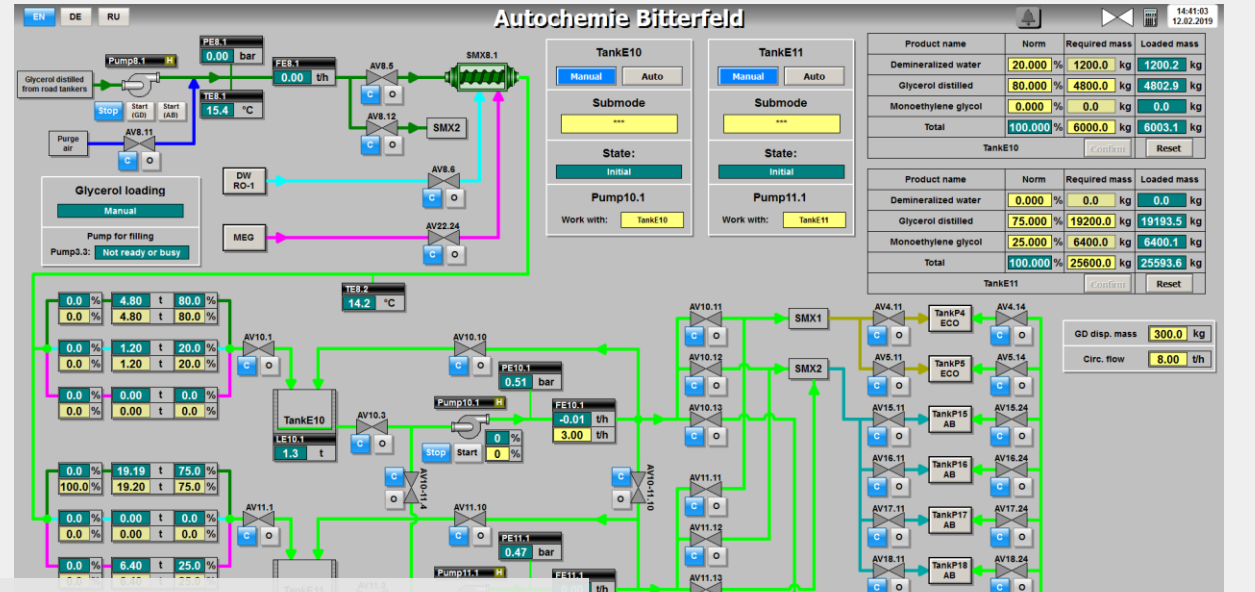 EN DE RU
Autochemie Bitterfeld
14:41:03
12.02.2019
Pump8.1 H
Glycerol distilled
from road tankers
Stop
Start
(GD)
Start
(AB)
PE8.1
0.00 bar
FE8.1
0.00 t/h
TE8.1
15.4 °C
AV8.11
C O
Purge
air
AV8.5
C O
AV8.12
C O
SMX8.1
SMX2
DW
RO-1
AV8.6
C O
MEG
AV22.24
C O
Glycerol loading
Manual
Pump for filling
Pump3.3: Not ready or busy
TE8.2
14.2 °C
TankE10
Manual Auto
Submode
***
State:
Initial
Pump10.1
Work with: TankE10
TankE11
Manual Auto
Submode
***
State:
Initial
Pump11.1
Work with: TankE11
Product name Norm Required mass Loaded mass
Demineralized water 20.000 % 1200.0 kg 1200.2 kg
Glycerol distilled 80.000 % 4800.0 kg 4802.9 kg
Monoethylene glycol 0.000 % 0.0 kg 0.0 kg
Total 100.000 % 6000.0 kg 6003.1 kg
TankE10 Confirm Reset
Product name Norm Required mass Loaded mass
Demineralized water 0.000 % 0.0 kg 0.0 kg
Glycerol distilled 75.000 % 19200.0 kg 19193.5 kg
Monoethylene glycol 25.000 % 6400.0 kg 6400.1 kg
Total 100.000 % 25600.0 kg 25593.6 kg
TankE11 Confirm Reset
GD disp. mass 300.0 kg
Circ. flow 8.00 t/h
0.0 % 4.80 t 80.0 %
0.0 % 4.80 t 80.0 %
0.0 % 1.20 t 20.0 %
0.0 % 1.20 t 20.0 %
0.0 % 0.00 t 0.0 %
0.0 % 0.00 t 0.0 %
AV10.1
C O
TankE10
LE10.1
1.3 t
AV10.3
C O
AV10.10
C O
Pump10.1 H
Stop Start
0 %
0 %
PE10.1
0.51 bar
FE10.1
-0.01 t/h
3.00 t/h
C
O
AV10-11.4
C
O
AV10-11.10
AV10.11
C O
AV10.12
C O
AV10.13
C O
SMX1
SMX2
AV4.11
C O
TankP4
ECO
AV4.14
C O
AV5.11
C O
TankP5
ECO
AV5.14
C O
AV15.11
C O
TankP15
AB
AV15.24
C O
AV16.11
C O
TankP16
AB
AV16.24
C O
AV17.11
C O
TankP17
AB
AV17.24
C O
AV18.11
C O
TankP18
AB
AV18.24
C O
19.19 t 75.0 %
100.0 % 19.20 t 75.0 %
0.0 % 0.00 t 0.0 %
0.0 % 0.00 t 0.0 %
0.0 % 6.40 t 25.0 %
AV11.1
C O
AV11.10
C O
PE11.1
0.47 bar
Pump11.1 H
FE11.1
t/h
AV11.11
C O
AV11.12
C O
AV11.13
TankE11